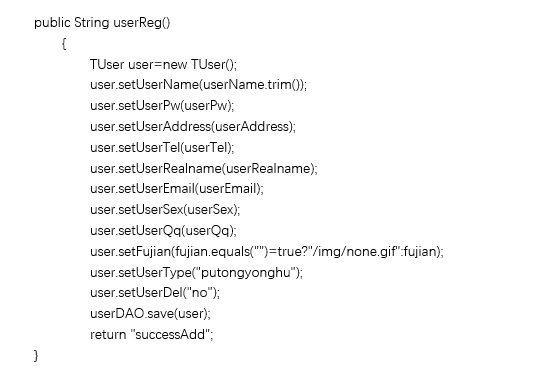 public String userReg()
{
TUser user=new TUser();
user.setUserName(userName.trim());
user.setUserPw(userPw);
user.setUserAddress(userAddress);
user.setUserTel(userTel);
user.setUserRealname(userRealname);
user.setUserEmail(userEmail);
user.setUserSex(userSex);
user.setUserQq(userQq);
user.setFujian(fujian.equals("")=true?"/img/none.gif":fujian);
user.setUserType("putongyonghu");
user.setUserDel("no");
userDAO.save(user);
return "successAdd";
}